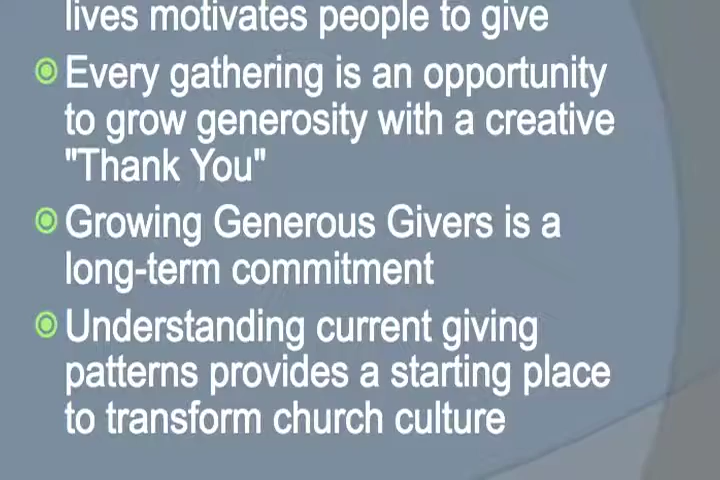 lives motivates people to give
Every gathering is an opportunity
to grow generosity with a creative
"Thank You"
Growing Generous Givers is a
long-term commitment
Understanding current giving
patterns provides a starting place
to transform church culture